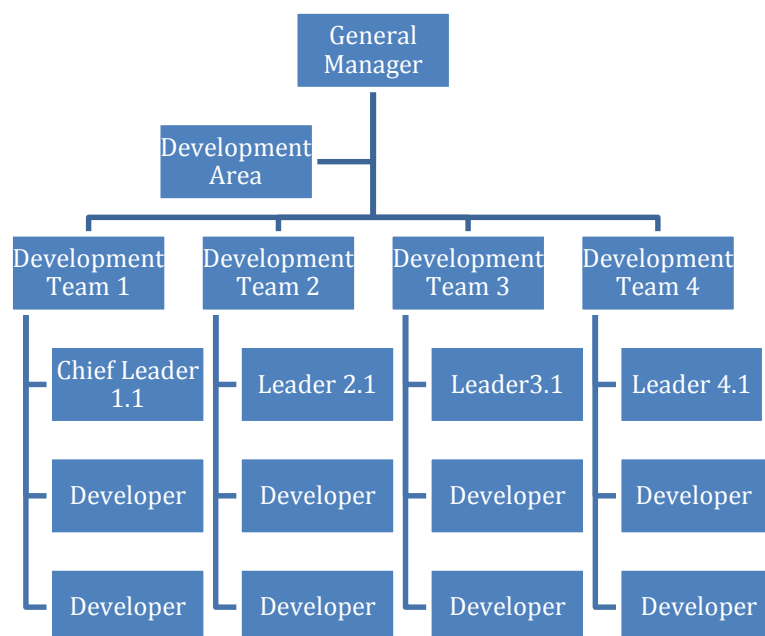 General
Manager
Development
Area
Development
Team 1
Development
Team 2
Development
Team 3
Development
Team 4
Chief Leader
1.1
Leader 2.1
Leader3.1
Leader 4.1
Developer
Developer
Developer
Developer
Developer
Developer
Developer
Developer